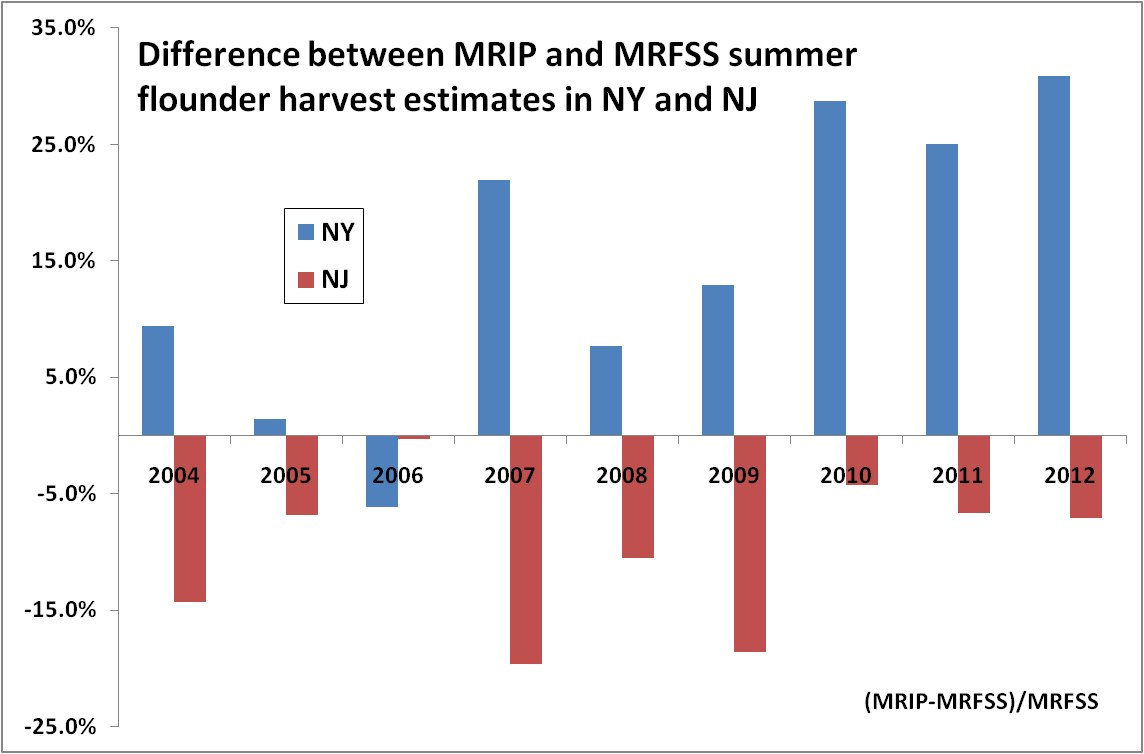 35.0%
Difference between MRIP and MRFSS summer
flounder harvest estimates in NY and NJ
25.0%
NY
15.0%
NJ
5.0%
2004 2005 2006 2007 2008 2009 2010 2011 2012
-5.0%
-15.0%
(MRIP-MRFSS)/MRFSS
-25.0%